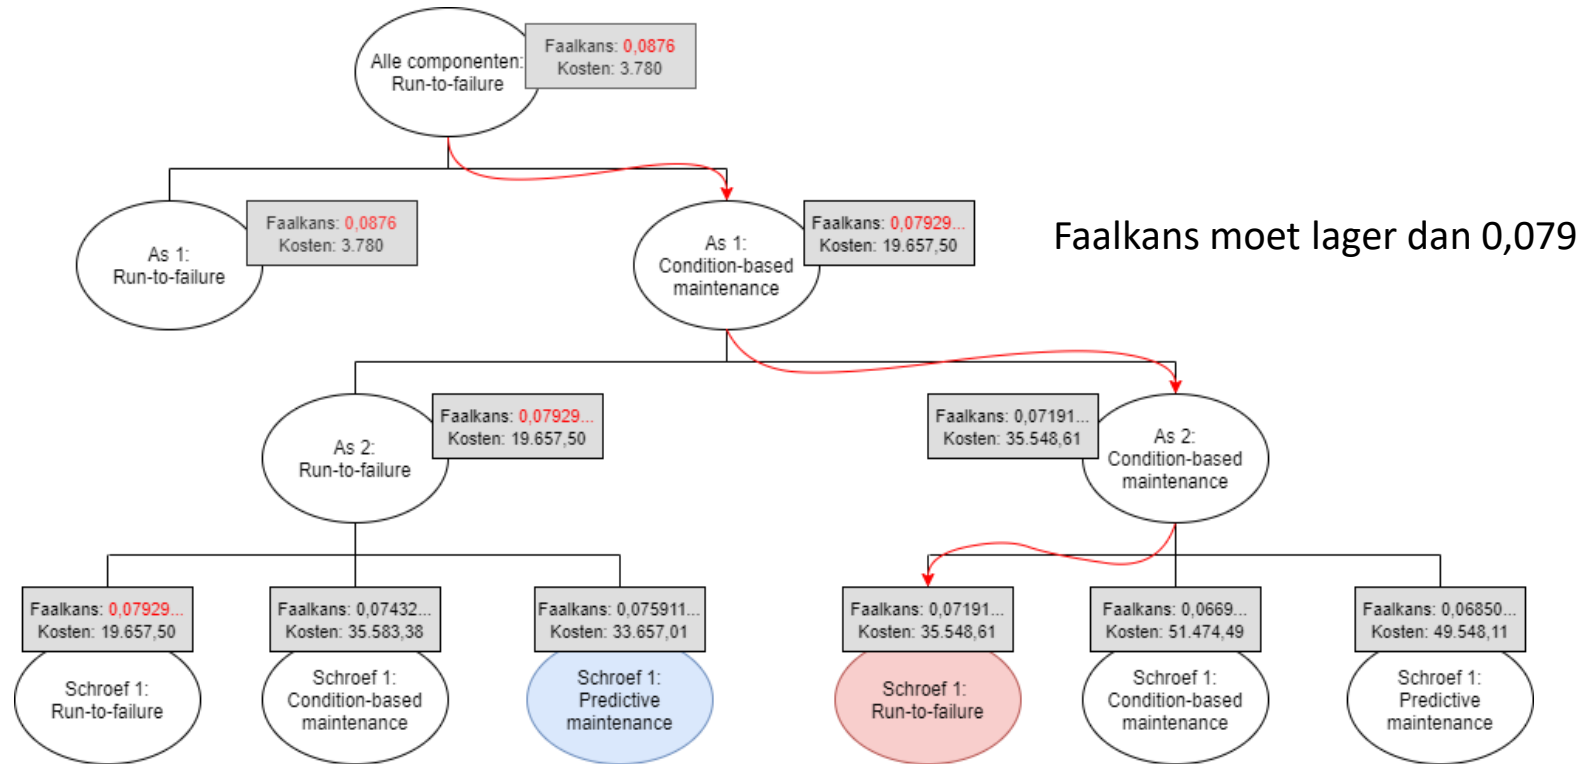 Alle componenten:
Run-to-failure
Faalkans: 0,0876
Kosten: 3.780
As 1:
Run-to-failure
Faalkans: 0,0876
Kosten: 3.780
As 1:
Condition-based
maintenance
Faalkans: 0,07929...
Kosten: 19.657,50
Faalkans moet lager dan 0,079
As 2:
Run-to-failure
Faalkans: 0,07929...
Kosten: 19.657,50
Faalkans: 0,07191...
Kosten: 35.548,61
As 2:
Condition-based
maintenance
Faalkans: 0,07929...
Kosten: 19.657,50
Schroef 1:
Run-to-failure
Faalkans: 0,07432...
Kosten: 35.583,38
Schroef 1:
Condition-based
maintenance
Faalkans: 0,075911...
Kosten: 33.657,01
Schroef 1:
Predictive
maintenance
Faalkans: 0,07191...
Kosten: 35.548,61
Schroef 1:
Run-to-failure
Faalkans: 0,0669...
Kosten: 51.474,49
Schroef 1:
Condition-based
maintenance
Faalkans: 0,06850...
Kosten: 49.548,11
Schroef 1:
Predictive
maintenance